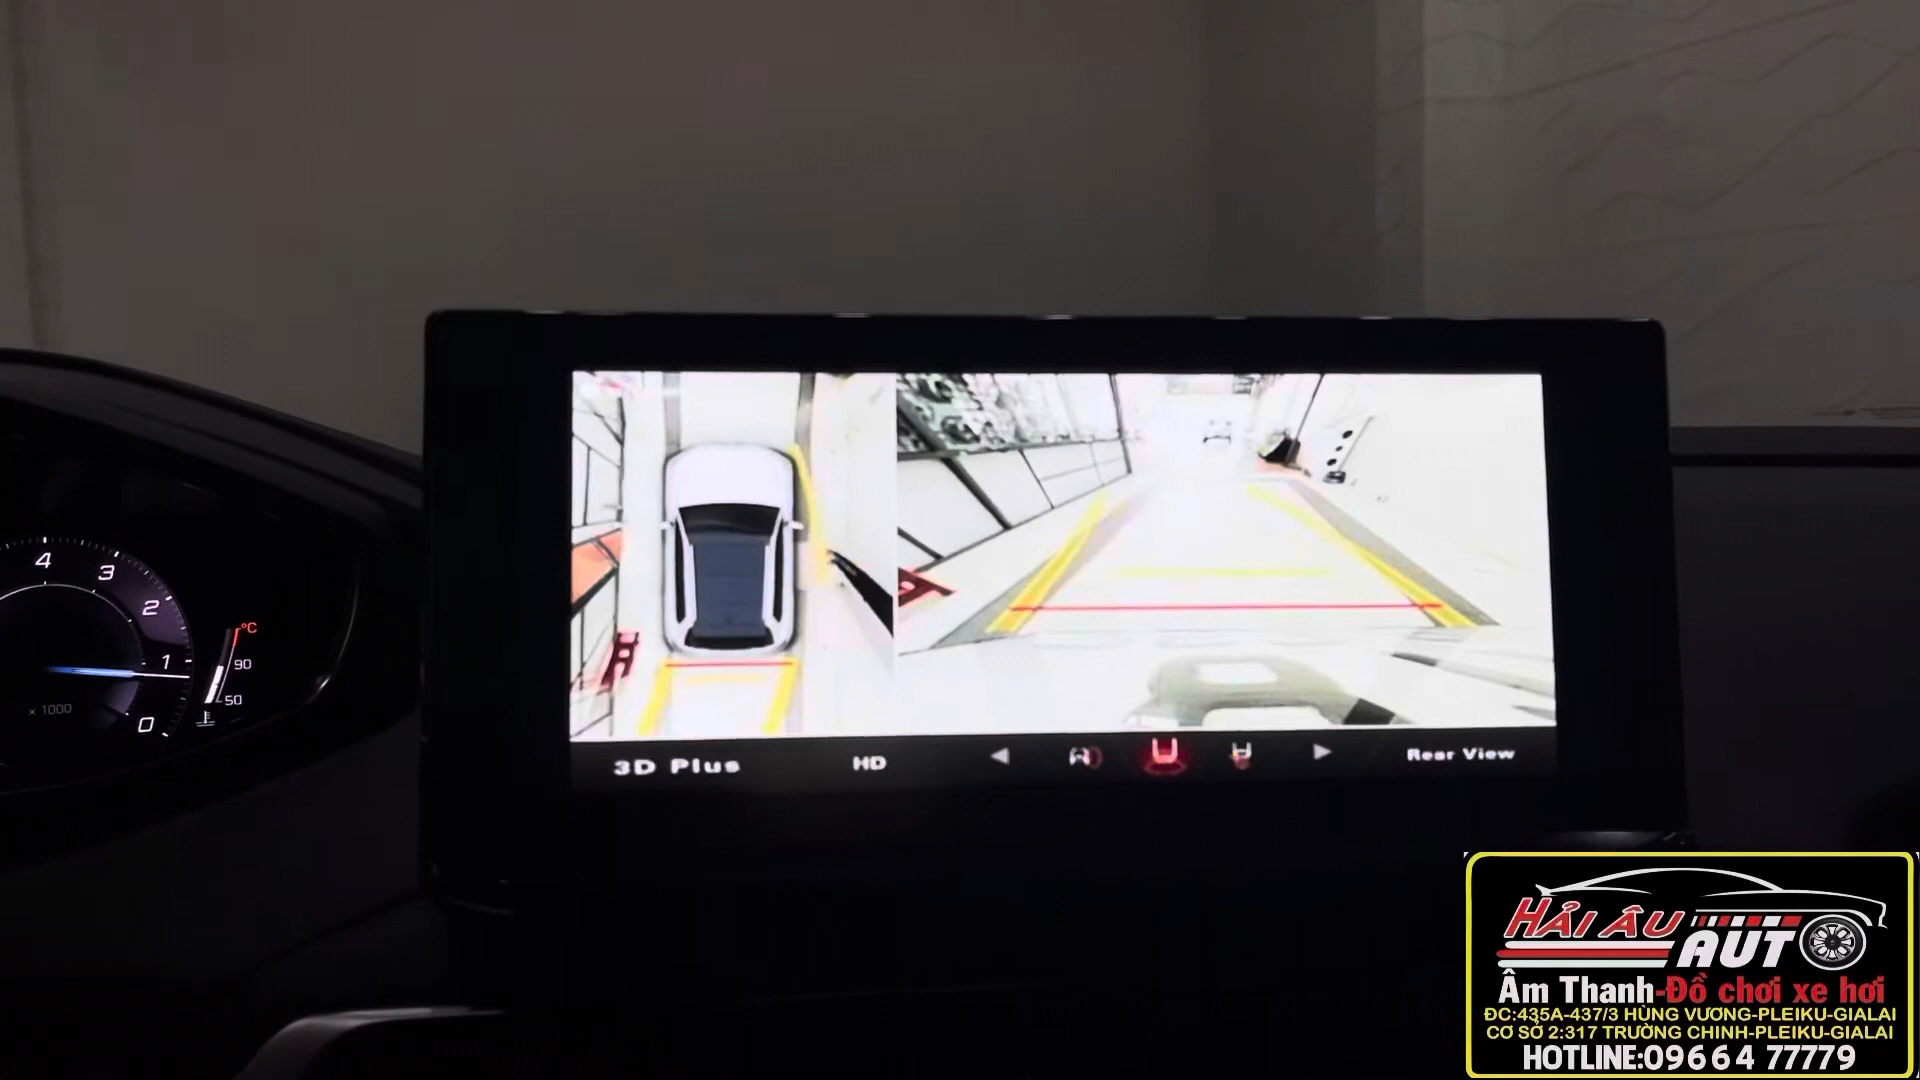 4
3
2
1
0
x 1000
°C
90
50
3D Plus
HD
Rear View
HẢI ÂU
AUTO
Âm Thanh-Đồ chơi xe hơi
ĐC:435A-437/3 HÙNG VƯƠNG-PLEIKU-GIALAI
CƠ SỞ 2:317 TRƯỜNG CHINH-PLEIKU-GIALAI
HOTLINE:09664 77779